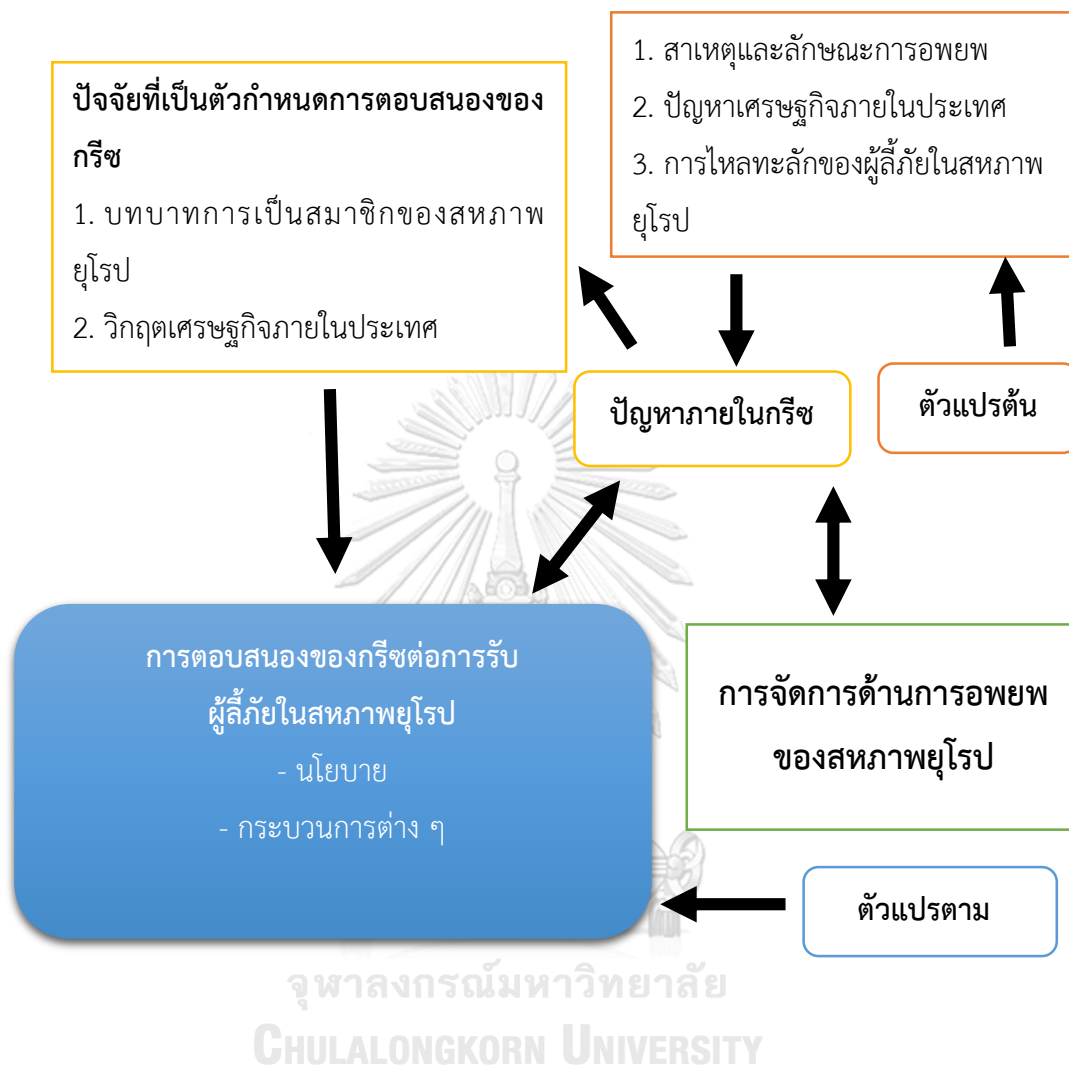 ปัจจัยที่เป็นตัวกำหนดการตอบสนองของ
กรีซ
1. บทบาทการเป็นสมาชิกของสหภาพ
ยุโรป
2. วิกฤตเศรษฐกิจภายในประเทศ
1. สาเหตุและลักษณะการอพยพ
2. ปัญหาเศรษฐกิจภายในประเทศ
3. การไหลทะลักของผู้ลี้ภัยในสหภาพ
ยุโรป
ปัญหาภายในกรีซ
ตัวแปรต้น
การตอบสนองของกรีซต่อการรับ
ผู้ลี้ภัยในสหภาพยุโรป
- นโยบาย
- กระบวนการต่าง ๆ
การจัดการด้านการอพยพ
ของสหภาพยุโรป
ตัวแปรตาม
จุฬาลงกรณ์มหาวิทยาลัย
CHULALONGKORN UNIVERSITY